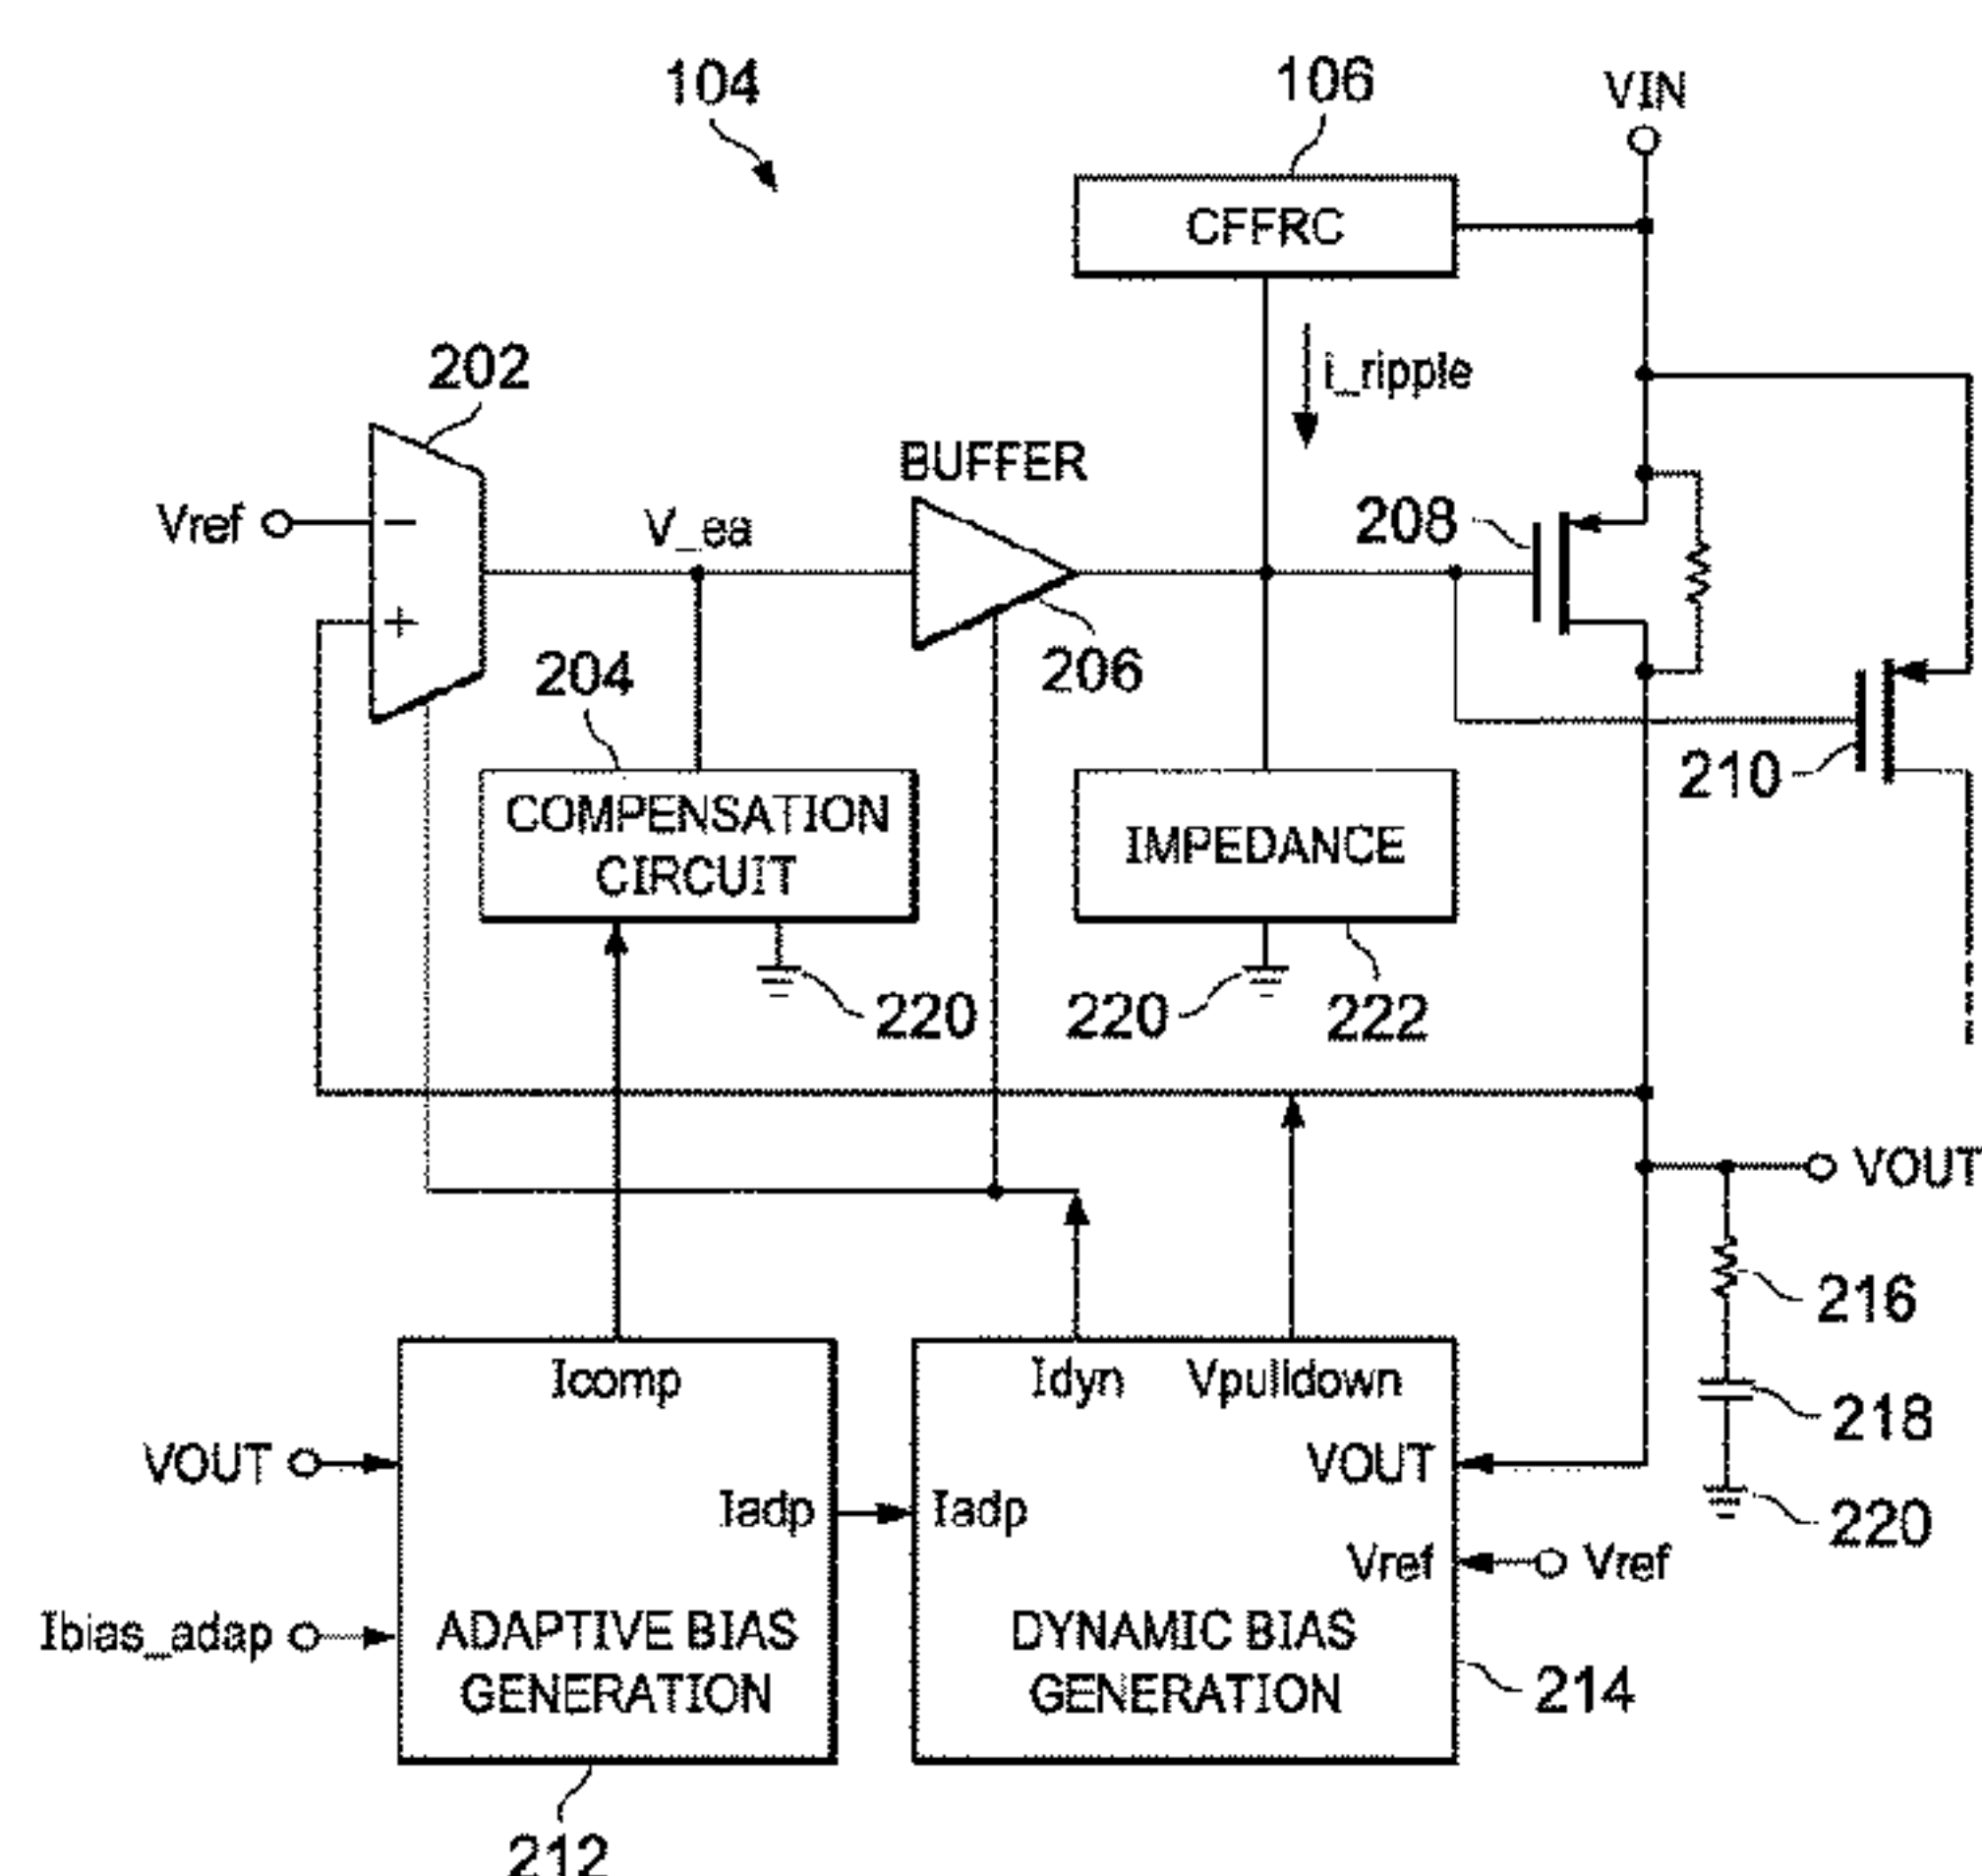 104
106
VIN
CFFRC
i_ripple
202
BUFFER
Vref
−
V_ea
208
+
206
204
210
COMPENSATION
CIRCUIT
IMPEDANCE
220
220
222
VOUT
216
Icomp
Idyn
Vpulldown
218
VOUT
VOUT
Iadp
Iadp
220
Vref
Vref
Ibias_adap
ADAPTIVE BIAS
GENERATION
DYNAMIC BIAS
GENERATION
214
212